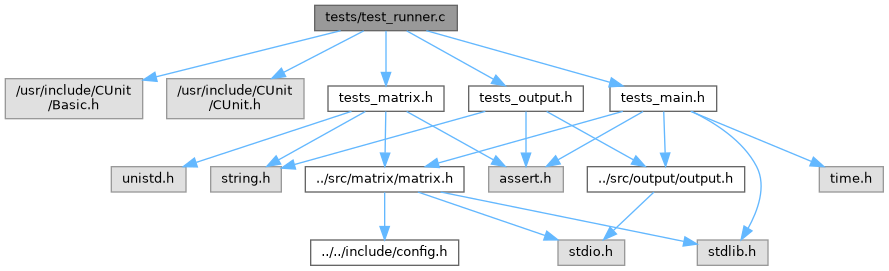 tests/test_runner.c
/usr/include/CUnit
/Basic.h
/usr/include/CUnit
/CUnit.h
tests_matrix.h
tests_output.h
tests_main.h
unistd.h
string.h
../src/matrix/matrix.h
assert.h
../src/output/output.h
time.h
../../include/config.h
stdio.h
stdlib.h